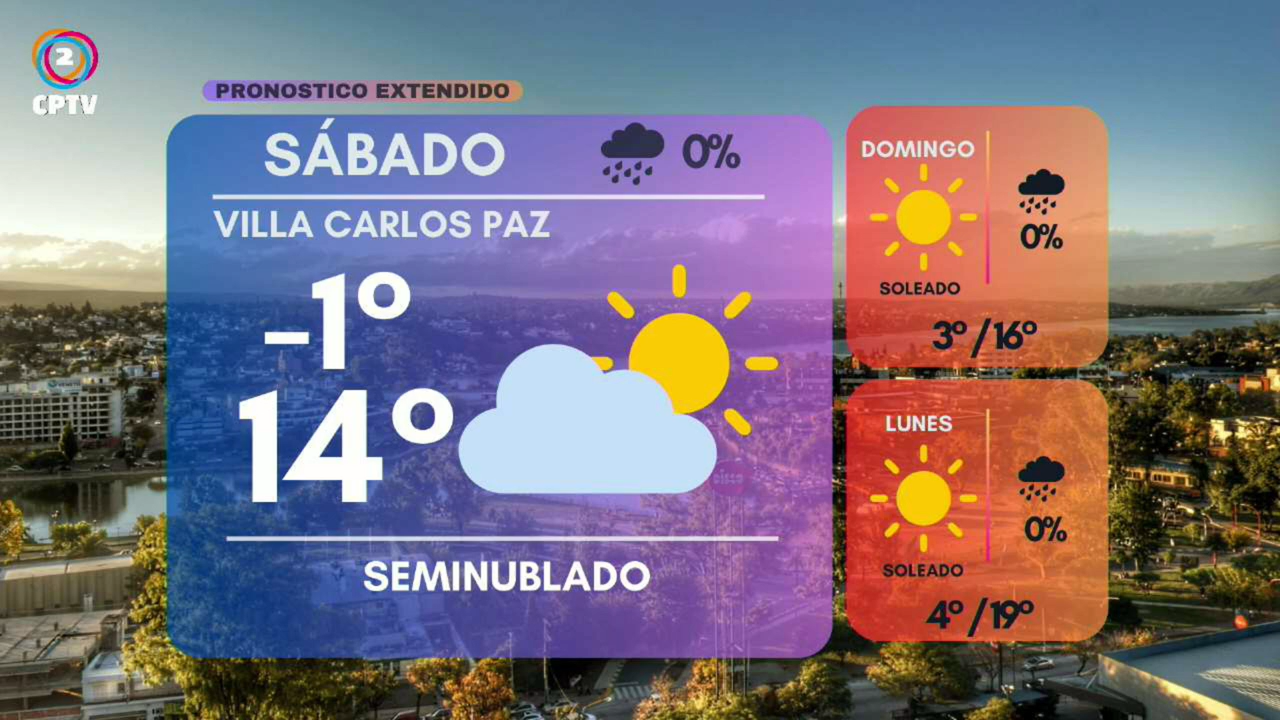 2
CPTV
PRONOSTICO EXTENDIDO
SÁBADO
0%
VILLA CARLOS PAZ
-1º
14º
SEMINUBLADO
DOMINGO
0%
SOLEADO
3º /16º
LUNES
0%
SOLEADO
4º /19º